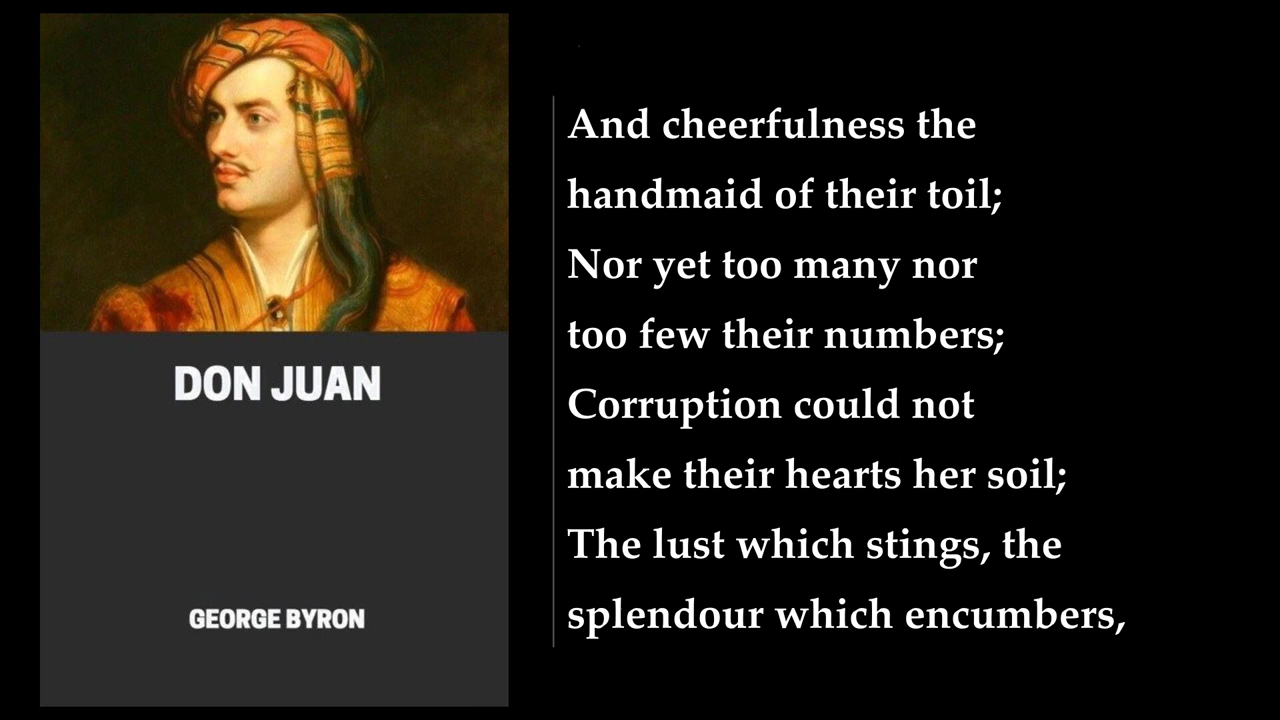 DON JUAN
GEORGE BYRON
And cheerfulness the
handmaid of their toil;
Nor yet too many nor
too few their numbers;
Corruption could not
make their hearts her soil;
The lust which stings, the
splendour which encumbers,